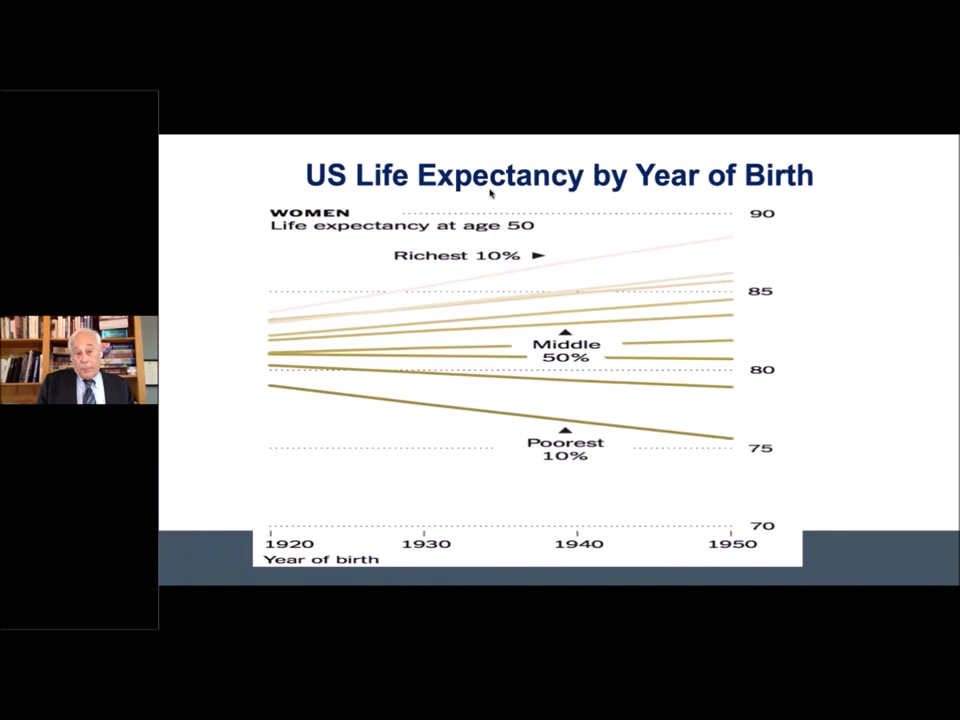 US Life Expectancy by Year of Birth
WOMEN
90
Life expectancy at age 50
Richest 10% ►
85
▲
Middle
50%
80
▲
Poorest
10%
75
70
1920 1930 1940 1950
Year of birth